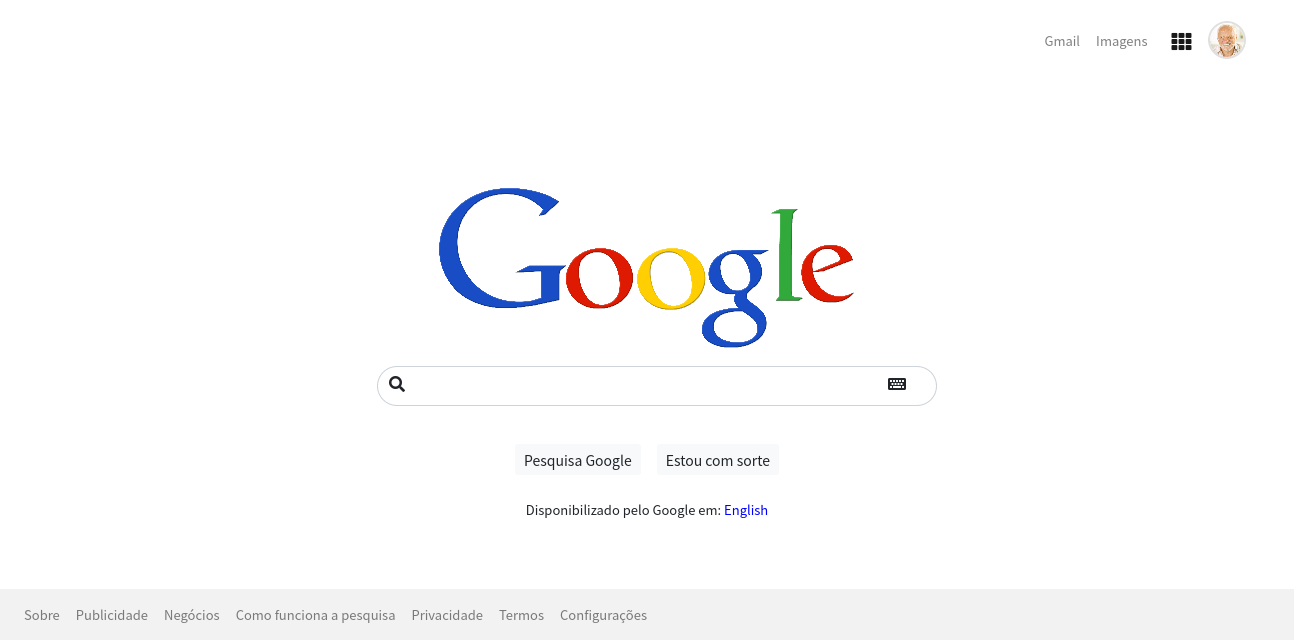 Gmail Imagens
Google
Pesquisa Google Estou com sorte
Disponibilizado pelo Google em: English
Sobre Publicidade Negócios Como funciona a pesquisa Privacidade Termos Configurações